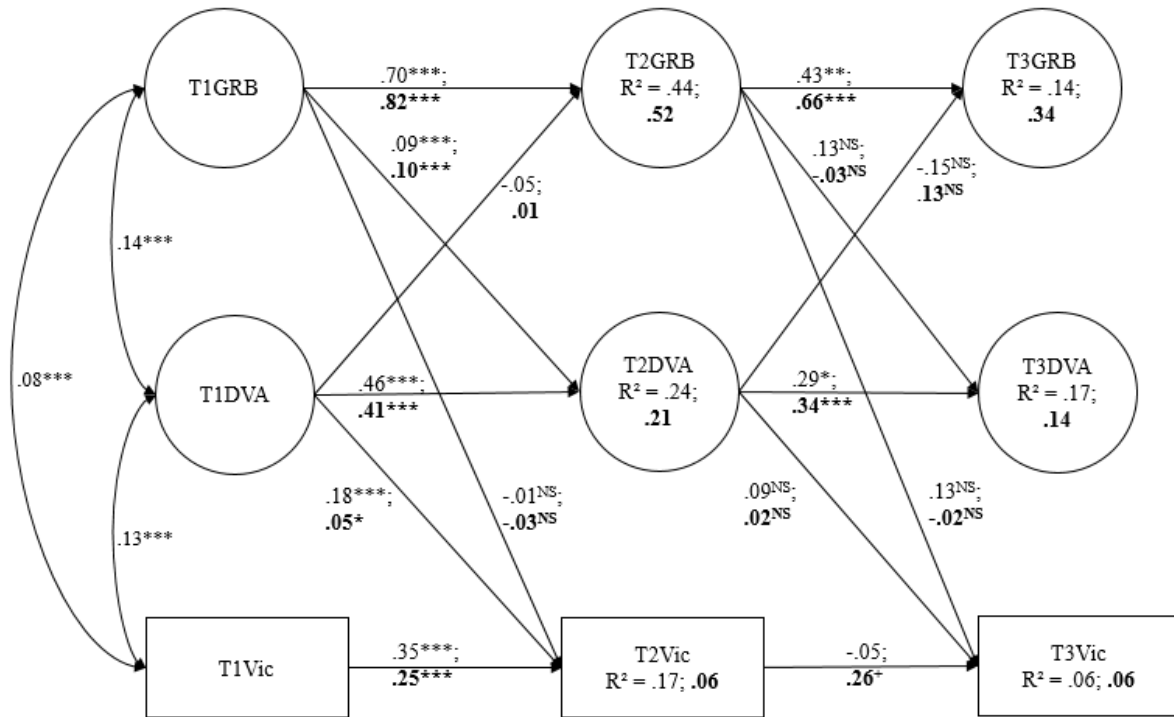 T1GRB
.70***;
.82***
T2GRB
R² = .44;
.52
.43**;
.66***
T3GRB
R² = .14;
.34
.09***;
.10***
-.05;
.01
.13ᴺˢ;
-.03ᴺˢ
-.15ᴺˢ;
.13ᴺˢ
.14***
.08***
T1DVA
.46***;
.41***
T2DVA
R² = .24;
.21
.29*;
.34***
T3DVA
R² = .17;
.14
.18***;
.05*
-.01ᴺˢ;
-.03ᴺˢ
.09ᴺˢ;
.02ᴺˢ
.13ᴺˢ;
-.02ᴺˢ
.13***
T1Vic
.35***;
.25***
T2Vic
R² = .17; .06
-.05;
.26⁺
T3Vic
R² = .06; .06